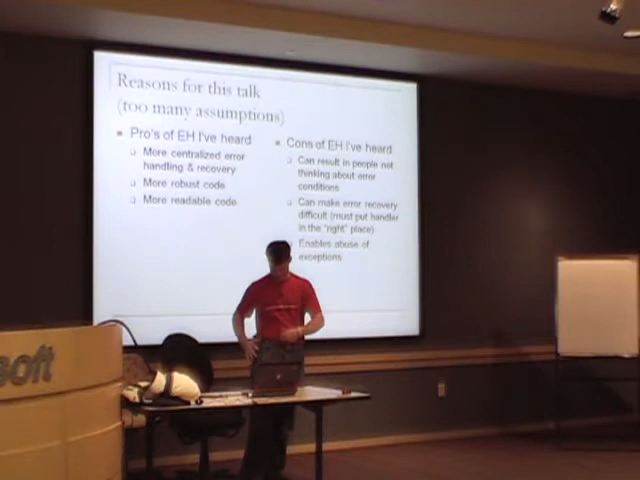 Reasons for this talk
(too many assumptions)
Pro's of EH I've heard
More centralized error
handling & recovery
More robust code
More readable code
Cons of EH I've heard
Can result in people not
thinking about error
conditions
Can make error recovery
difficult (must put handler
in the "right" place)
Enables abuse of
exceptions
soft